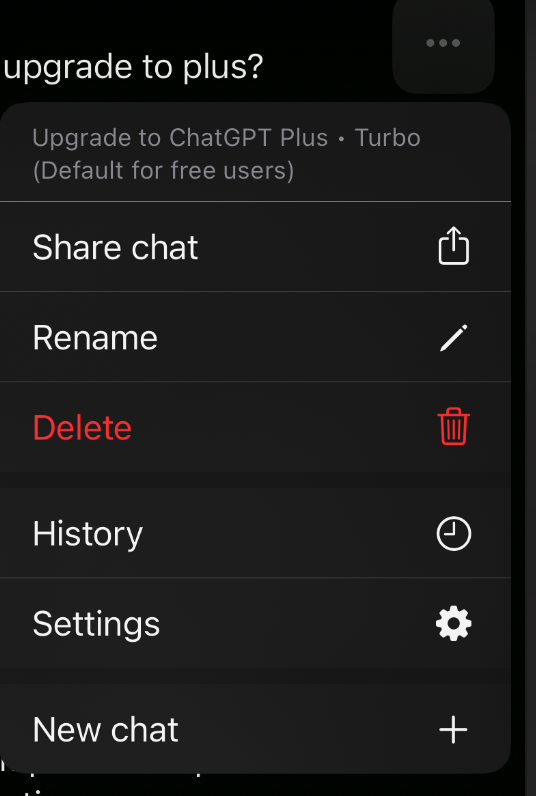 upgrade to plus?
Upgrade to ChatGPT Plus • Turbo
(Default for free users)
Share chat
Rename
Delete
History
Settings
New chat